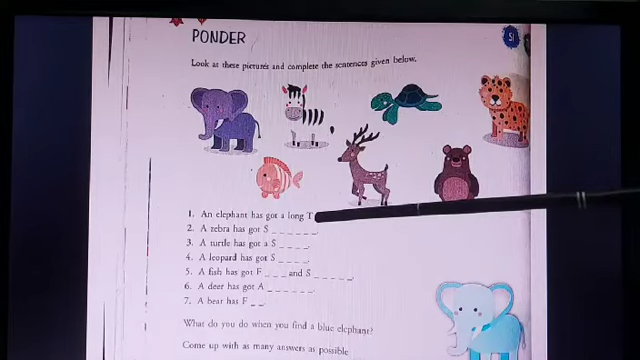 PONDER
51
Look at these pictures and complete the sentences given below.
1. An elephant has got a long T
2. A zebra has got S _ _ _ _ _ _.
3. A turtle has got a S _ _ _ _.
4. A leopard has got S _ _ _ _.
5. A fish has got F _ _ _ and S _ _ _ _ _.
6. A deer has got A _ _ _ _ _ _.
7. A bear has F _ _.
What do you do when you find a blue elephant?
Come up with as many answers as possible